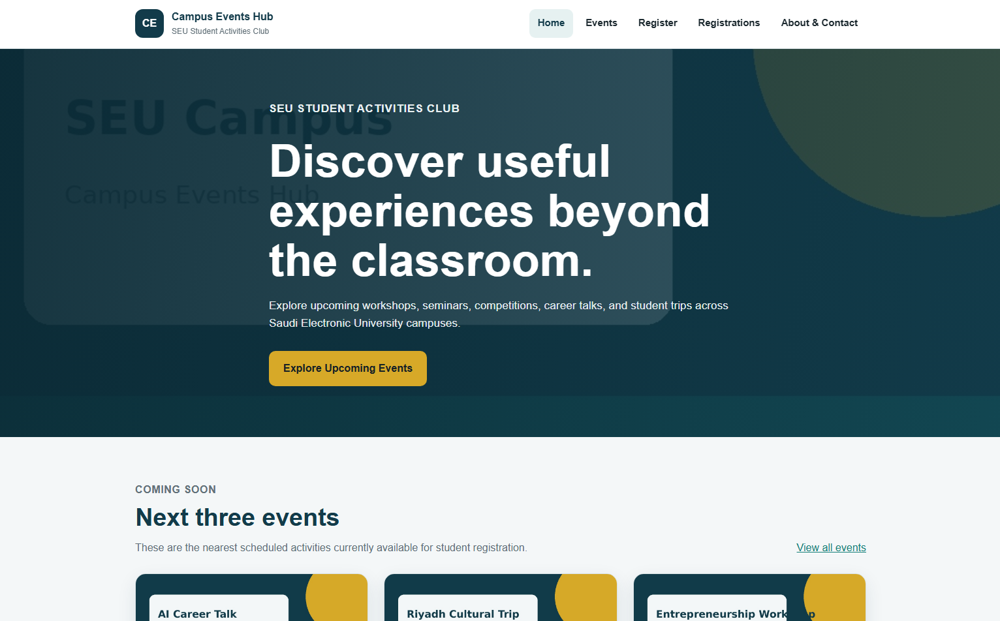 CE
Campus Events Hub
SEU Student Activities Club
Home
Events
Register
Registrations
About & Contact
SEU Campus
Campus Events Hub
SEU STUDENT ACTIVITIES CLUB
Discover useful
experiences beyond
the classroom.
Explore upcoming workshops, seminars, competitions, career talks, and student trips across
Saudi Electronic University campuses.
Explore Upcoming Events
COMING SOON
Next three events
These are the nearest scheduled activities currently available for student registration.
View all events
AI Career Talk
Riyadh Cultural Trip
Entrepreneurship Workshop